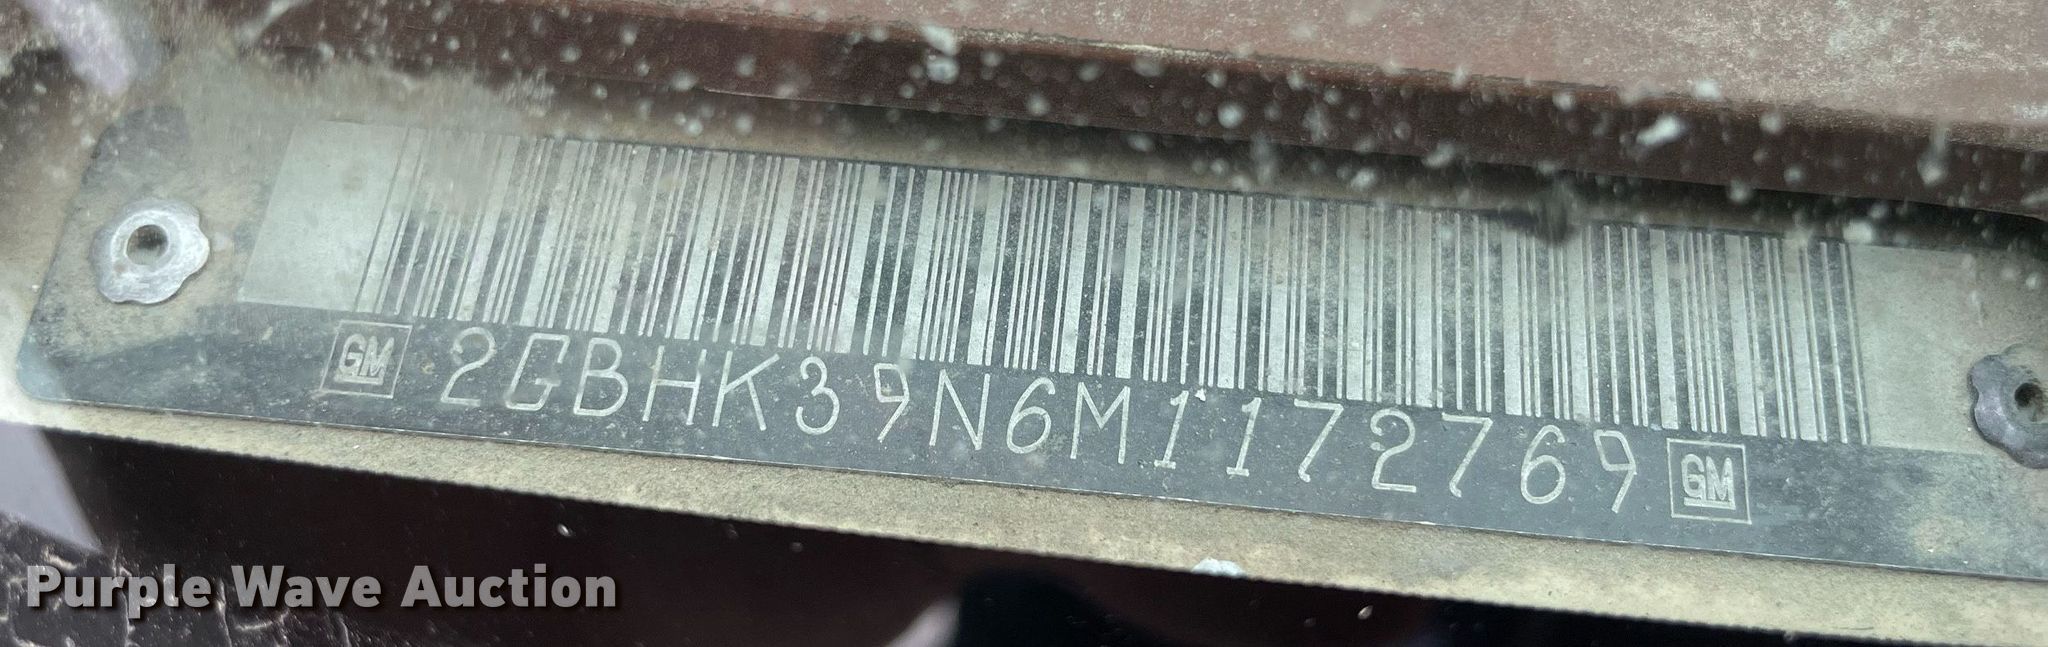 GM 2GBHK39N6M1172769 GM
Purple Wave Auction